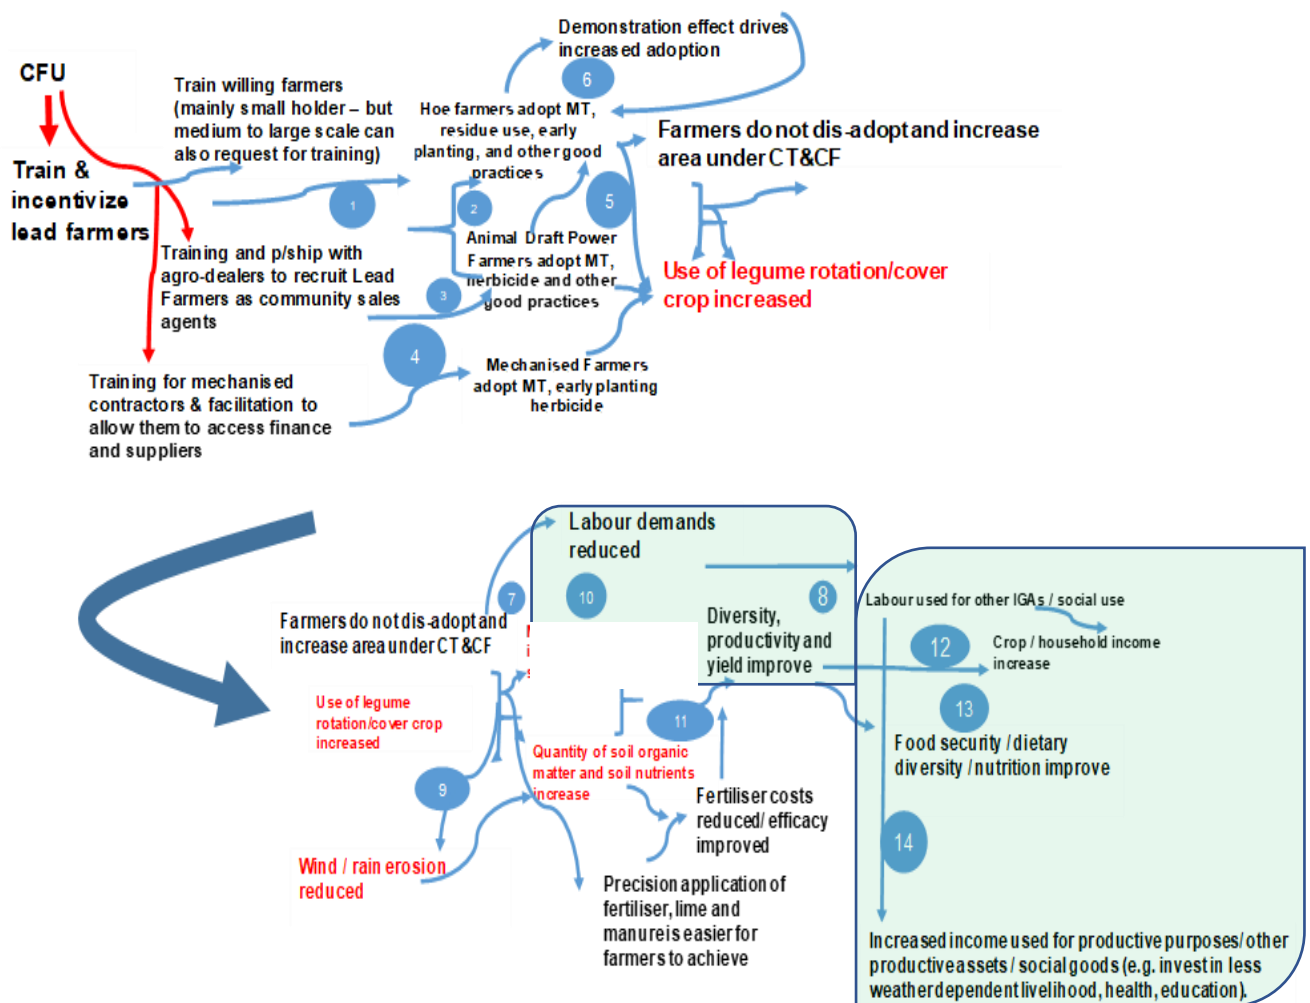 Demonstration effect drives
increased adoption
CFU
Train willing farmers
(mainly small holder – but
medium to large scale can
also request for training)
6
Hoe farmers adopt MT,
residue use, early
planting, and other good
practices
Farmers do not dis-adopt and increase
area under CT&CF
Train &
incentivize
lead farmers
1
2
5
Training and p/ship with
agro-dealers to recruit Lead
Farmers as community sales
agents
Animal Draft Power
Farmers adopt MT,
herbicide and other
good practices
Use of legume rotation/cover
crop increased
3
4
Mechanised Farmers
adopt MT, early planting
herbicide
Training for mechanised
contractors & facilitation to
allow them to access finance
and suppliers
Labour demands
reduced
7
10
8
Farmers do not dis-adopt and
increase area under CT&CF
Diversity,
productivity and
yield improve
Labour used for other IGAs / social use
12
Crop / household income
increase
Use of legume
rotation/cover crop
increased
11
13
Quantity of soil organic
matter and soil nutrients
increase
Food security / dietary
diversity / nutrition improve
9
Fertiliser costs
reduced/ efficacy
improved
14
Wind / rain erosion
reduced
Precision application of
fertiliser, lime and
manure is easier for
farmers to achieve
Increased income used for productive purposes/ other
productive assets / social goods (e.g. invest in less
weather dependent livelihood, health, education).